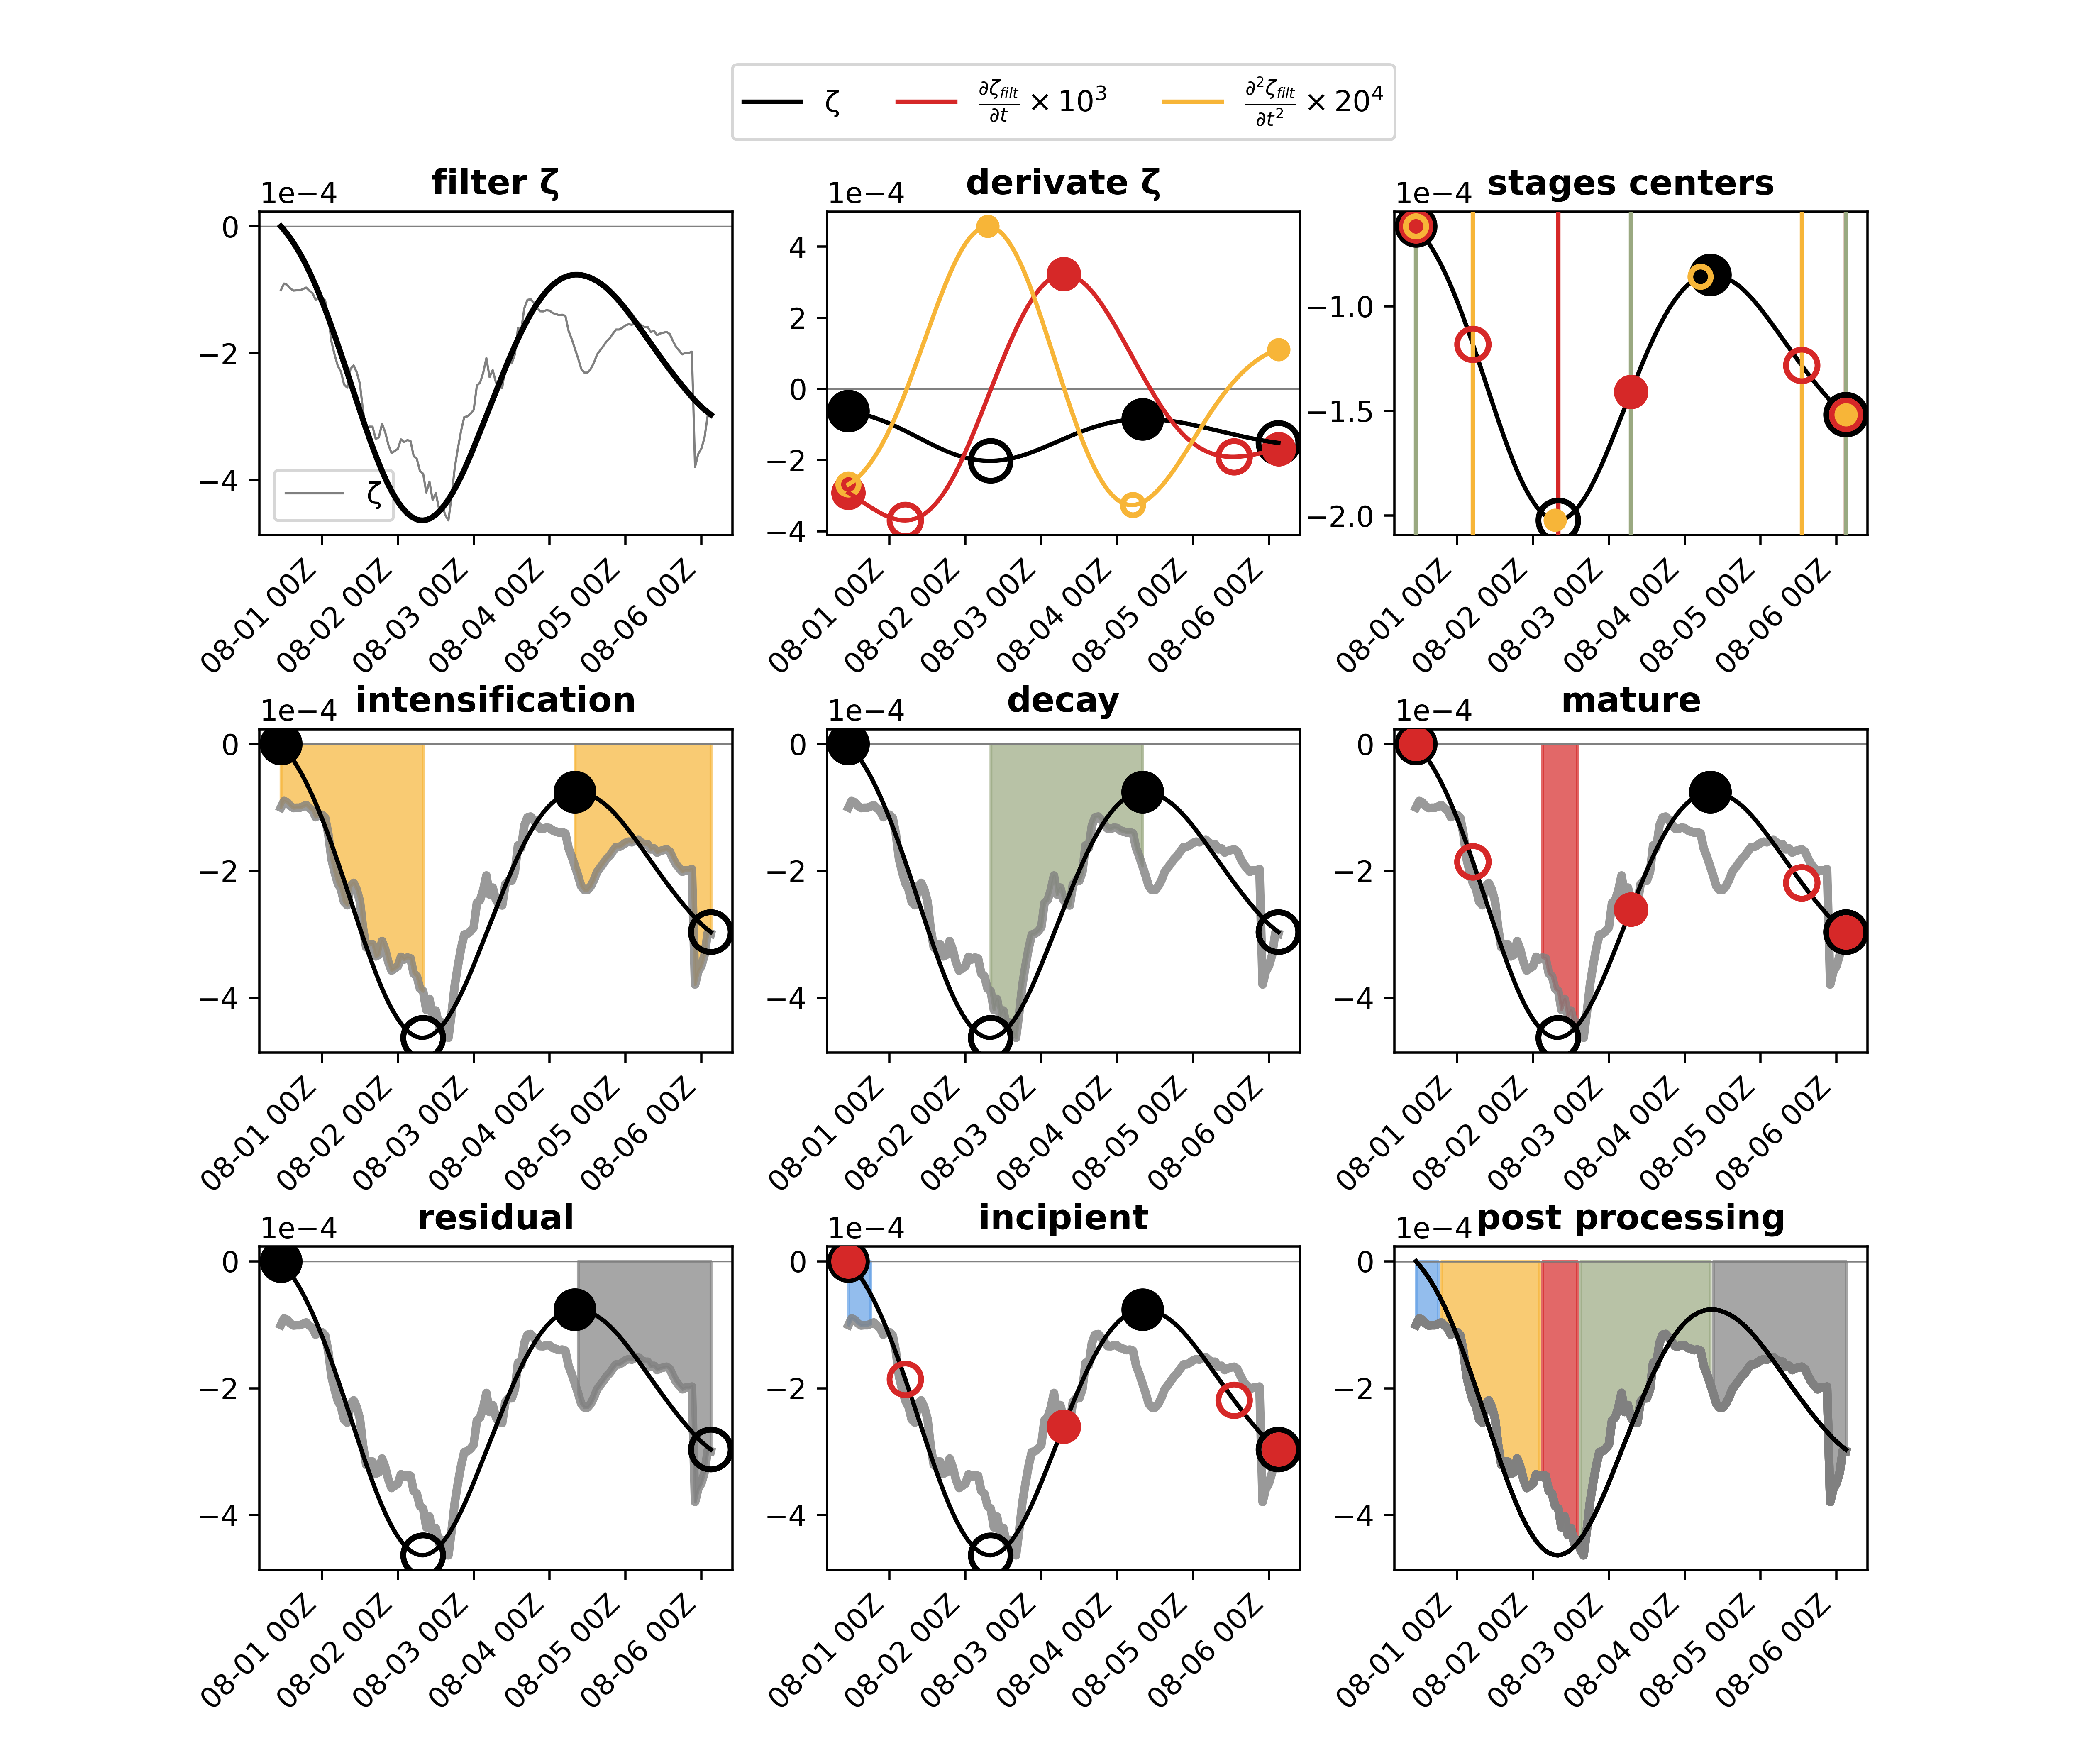 ζ ∂ζ_filt/∂t × 10³ ∂²ζ_filt/∂t² × 20⁴
filter ζ
1e−4
0
−2
−4
ζ
08-01 00Z 08-02 00Z 08-03 00Z 08-04 00Z 08-05 00Z 08-06 00Z
derivate ζ
1e−4
4
2
0
−2
−4
08-01 00Z 08-02 00Z 08-03 00Z 08-04 00Z 08-05 00Z 08-06 00Z
stages centers
1e−4
−1.0
−1.5
−2.0
08-01 00Z 08-02 00Z 08-03 00Z 08-04 00Z 08-05 00Z 08-06 00Z
intensification
1e−4
0
−2
−4
08-01 00Z 08-02 00Z 08-03 00Z 08-04 00Z 08-05 00Z 08-06 00Z
decay
1e−4
0
−2
−4
08-01 00Z 08-02 00Z 08-03 00Z 08-04 00Z 08-05 00Z 08-06 00Z
mature
1e−4
0
−2
−4
08-01 00Z 08-02 00Z 08-03 00Z 08-04 00Z 08-05 00Z 08-06 00Z
residual
1e−4
0
−2
−4
08-01 00Z 08-02 00Z 08-03 00Z 08-04 00Z 08-05 00Z 08-06 00Z
incipient
1e−4
0
−2
−4
08-01 00Z 08-02 00Z 08-03 00Z 08-04 00Z 08-05 00Z 08-06 00Z
post processing
1e−4
0
−2
−4
08-01 00Z 08-02 00Z 08-03 00Z 08-04 00Z 08-05 00Z 08-06 00Z